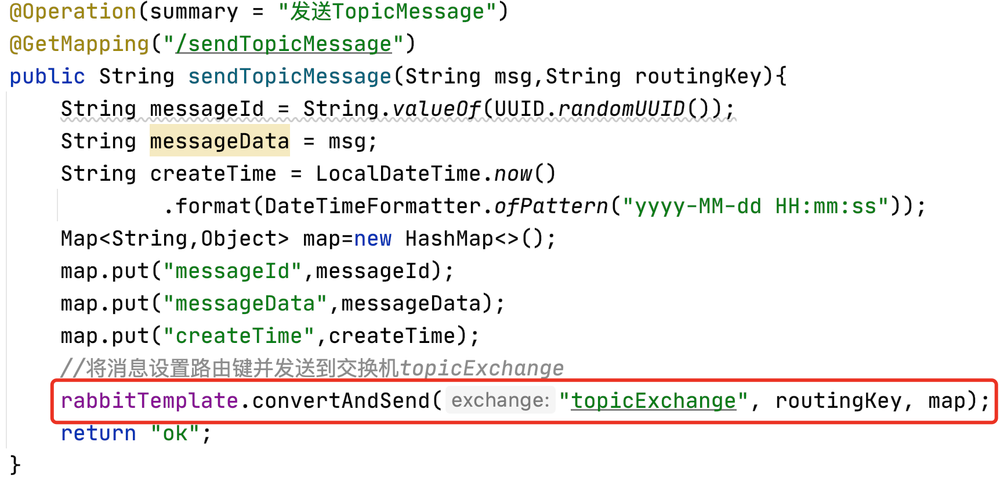 @Operation(summary = "发送TopicMessage")
@GetMapping("/sendTopicMessage")
public String sendTopicMessage(String msg,String routingKey){
    String messageId = String.valueOf(UUID.randomUUID());
    String messageData = msg;
    String createTime = LocalDateTime.now()
            .format(DateTimeFormatter.ofPattern("yyyy-MM-dd HH:mm:ss"));
    Map<String,Object> map=new HashMap<>();
    map.put("messageId",messageId);
    map.put("messageData",messageData);
    map.put("createTime",createTime);
    //将消息设置路由键并发送到交换机topicExchange
    rabbitTemplate.convertAndSend( exchange: "topicExchange", routingKey, map);
    return "ok";
}